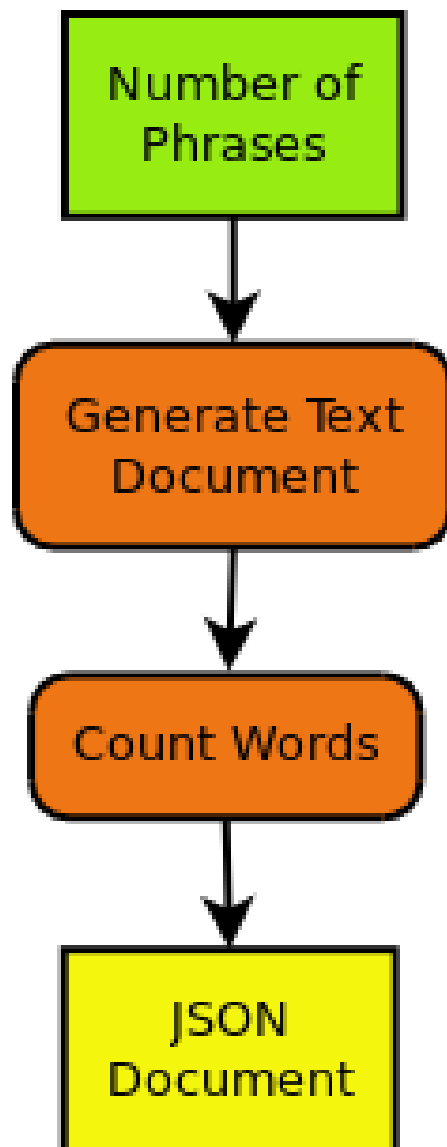 Number of
Phrases
Generate Text
Document
Count Words
JSON
Document